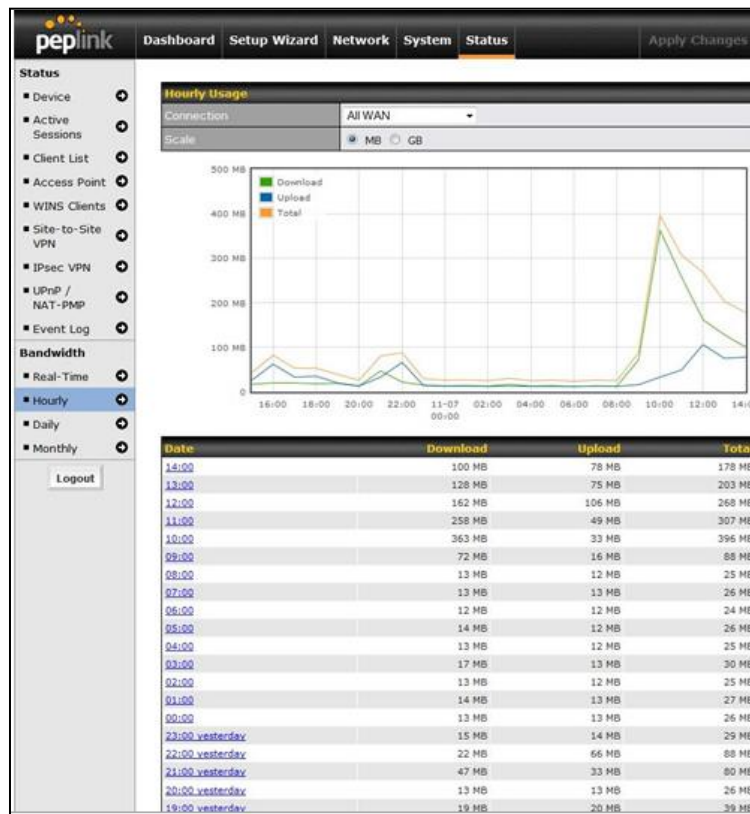 peplink
Dashboard Setup Wizard Network System Status Apply Changes
Status
Device
Active
Sessions
Client List
Access Point
WINS Clients
Site-to-Site
VPN
IPsec VPN
UPnP /
NAT-PMP
Event Log
Bandwidth
Real-Time
Hourly
Daily
Monthly
Logout
Hourly Usage
Connection All WAN
Scale MB GB
500 MB
400 MB
300 MB
200 MB
100 MB
0
Download
Upload
Total
16:00 18:00 20:00 22:00 11-07 02:00 04:00 06:00 08:00 10:00 12:00 14:0
00:00
Date Download Upload Tota
14:00 100 MB 78 MB 178 MB
13:00 128 MB 75 MB 203 MB
12:00 162 MB 106 MB 268 MB
11:00 258 MB 49 MB 307 MB
10:00 363 MB 33 MB 396 MB
09:00 72 MB 16 MB 88 MB
08:00 13 MB 12 MB 25 MB
07:00 13 MB 13 MB 26 MB
06:00 12 MB 12 MB 24 MB
05:00 14 MB 12 MB 26 MB
04:00 13 MB 12 MB 25 MB
03:00 17 MB 13 MB 30 MB
02:00 13 MB 12 MB 25 MB
01:00 14 MB 13 MB 27 MB
00:00 13 MB 13 MB 26 MB
23:00 yesterday 15 MB 14 MB 29 MB
22:00 yesterday 22 MB 66 MB 88 MB
21:00 yesterday 47 MB 33 MB 80 MB
20:00 yesterday 13 MB 13 MB 26 MB
19:00 yesterday 19 MB 20 MB 39 MB